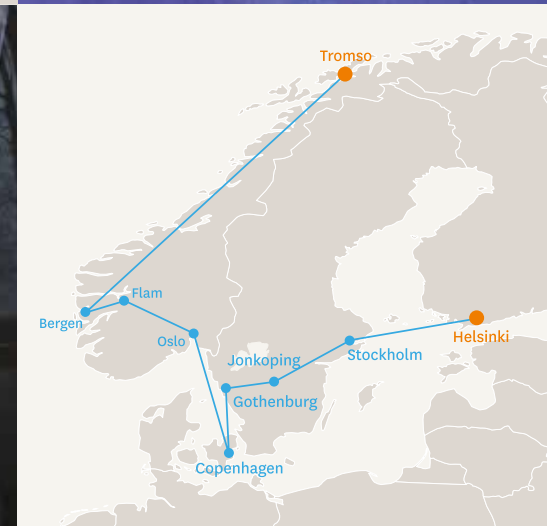 Tromso
Flam
Bergen
Oslo
Helsinki
Stockholm
Jonkoping
Gothenburg
Copenhagen